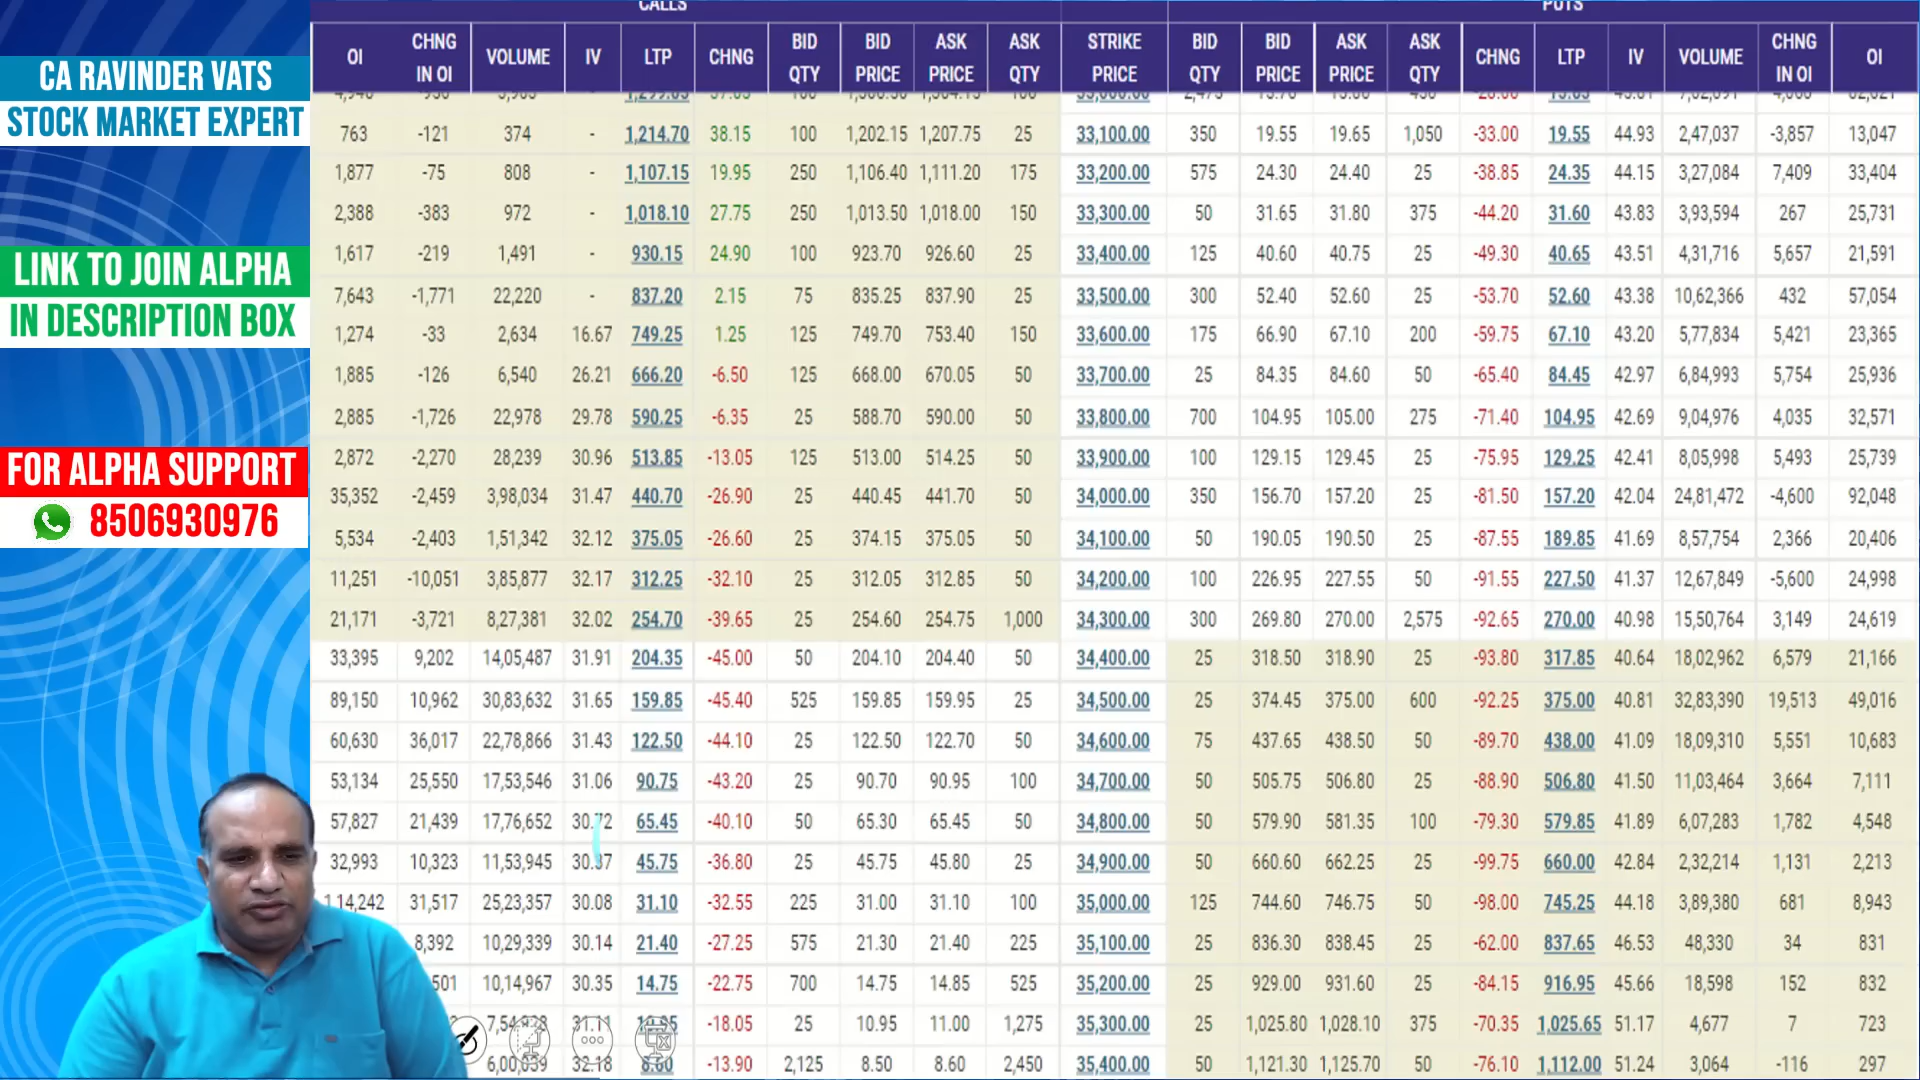 CALLS
PUTS
OI CHNG IN OI VOLUME IV LTP CHNG BID QTY BID PRICE ASK PRICE ASK QTY STRIKE PRICE BID QTY BID PRICE ASK PRICE ASK QTY CHNG LTP IV VOLUME CHNG IN OI OI
CA RAVINDER VATS
STOCK MARKET EXPERT
LINK TO JOIN ALPHA
IN DESCRIPTION BOX
FOR ALPHA SUPPORT
8506930976
763 -121 374 - 1,214.70 38.15 100 1,202.15 1,207.75 25 33,100.00 350 19.55 19.65 1,050 -33.00 19.55 44.93 2,47,037 -3,857 13,047
1,877 -75 808 - 1,107.15 19.95 250 1,106.40 1,111.20 175 33,200.00 575 24.30 24.40 25 -38.85 24.35 44.15 3,27,084 7,409 33,404
2,388 -383 972 - 1,018.10 27.75 250 1,013.50 1,018.00 150 33,300.00 50 31.65 31.80 375 -44.20 31.60 43.83 3,93,594 267 25,731
1,617 -219 1,491 - 930.15 24.90 100 923.70 926.60 25 33,400.00 125 40.60 40.75 25 -49.30 40.65 43.51 4,31,716 5,657 21,591
7,643 -1,771 22,220 - 837.20 2.15 75 835.25 837.90 25 33,500.00 300 52.40 52.60 25 -53.70 52.60 43.38 10,62,366 432 57,054
1,274 -33 2,634 16.67 749.25 1.25 125 749.70 753.40 150 33,600.00 175 66.90 67.10 200 -59.75 67.10 43.20 5,77,834 5,421 23,365
1,885 -126 6,540 26.21 666.20 -6.50 125 668.00 670.05 50 33,700.00 25 84.35 84.60 50 -65.40 84.45 42.97 6,84,993 5,754 25,936
2,885 -1,726 22,978 29.78 590.25 -6.35 25 588.70 590.00 50 33,800.00 700 104.95 105.00 275 -71.40 104.95 42.69 9,04,976 4,035 32,571
2,872 -2,270 28,239 30.96 513.85 -13.05 125 513.00 514.25 50 33,900.00 100 129.15 129.45 25 -75.95 129.25 42.41 8,05,998 5,493 25,739
35,352 -2,459 3,98,034 31.47 440.70 -26.90 25 440.45 441.70 50 34,000.00 350 156.70 157.20 25 -81.50 157.20 42.04 24,81,472 -4,600 92,048
5,534 -2,403 1,51,342 32.12 375.05 -26.60 25 374.15 375.05 50 34,100.00 50 190.05 190.50 25 -87.55 189.85 41.69 8,57,754 2,366 20,406
11,251 -10,051 3,85,877 32.17 312.25 -32.10 25 312.05 312.85 50 34,200.00 100 226.95 227.55 50 -91.55 227.50 41.37 12,67,849 -5,600 24,998
21,171 -3,721 8,27,381 32.02 254.70 -39.65 25 254.60 254.75 1,000 34,300.00 300 269.80 270.00 2,575 -92.65 270.00 40.98 15,50,764 3,149 24,619
33,395 9,202 14,05,487 31.91 204.35 -45.00 50 204.10 204.40 50 34,400.00 25 318.50 318.90 25 -93.80 317.85 40.64 18,02,962 6,579 21,166
89,150 10,962 30,83,632 31.65 159.85 -45.40 525 159.85 159.95 25 34,500.00 25 374.45 375.00 600 -92.25 375.00 40.81 32,83,390 19,513 49,016
60,630 36,017 22,78,866 31.43 122.50 -44.10 25 122.50 122.70 50 34,600.00 75 437.65 438.50 50 -89.70 438.00 41.09 18,09,310 5,551 10,683
53,134 25,550 17,53,546 31.06 90.75 -43.20 25 90.70 90.95 100 34,700.00 50 505.75 506.80 25 -88.90 506.80 41.50 11,03,464 3,664 7,111
57,827 21,439 17,76,652 30.72 65.45 -40.10 50 65.30 65.45 50 34,800.00 50 579.90 581.35 100 -79.30 579.85 41.89 6,07,283 1,782 4,548
32,993 10,323 11,53,945 30.37 45.75 -36.80 25 45.75 45.80 25 34,900.00 50 660.60 662.25 25 -99.75 660.00 42.84 2,32,214 1,131 2,213
1,14,242 31,517 25,23,357 30.08 31.10 -32.55 225 31.00 31.10 100 35,000.00 125 744.60 746.75 50 -98.00 745.25 44.18 3,89,380 681 8,943
8,392 10,29,339 30.14 21.40 -27.25 575 21.30 21.40 225 35,100.00 25 836.30 838.45 25 -62.00 837.65 46.53 48,330 34 831
501 10,14,967 30.35 14.75 -22.75 700 14.75 14.85 525 35,200.00 25 929.00 931.60 25 -84.15 916.95 45.66 18,598 152 832
31.11 -18.05 25 10.95 11.00 1,275 35,300.00 25 1,025.80 1,028.10 375 -70.35 1,025.65 51.17 4,677 7 723
32.18 8.60 -13.90 2,125 8.50 8.60 2,450 35,400.00 50 1,121.30 1,125.70 50 -76.10 1,112.00 51.24 3,064 -116 297